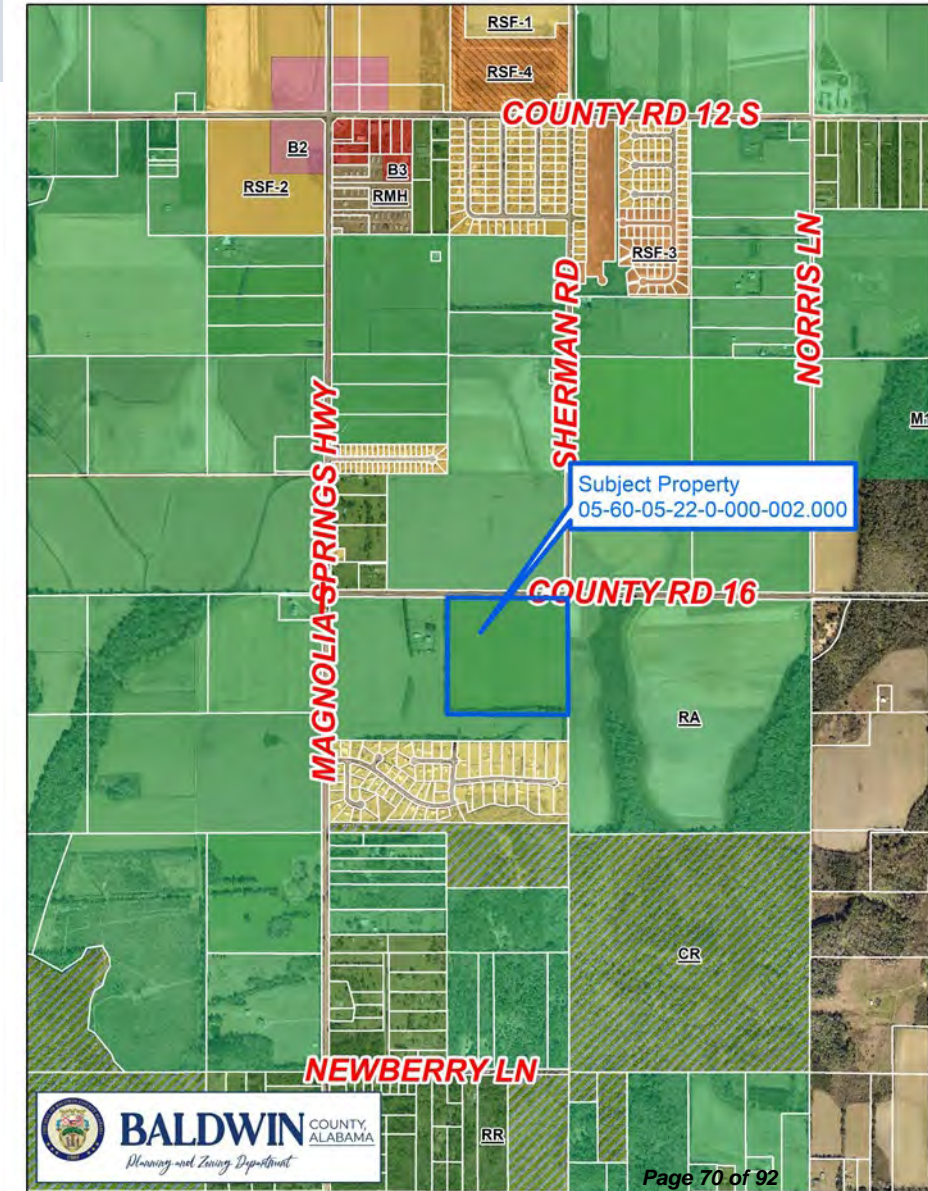 RSF-1
RSF-4
COUNTY RD 12 S
B2
B3
RSF-2
RMH
RSF-3
NORRIS LN
SHERMAN RD
MAGNOLIA SPRINGS HWY
M1
Subject Property
05-60-05-22-0-000-002.000
COUNTY RD 16
RA
CR
NEWBERRY LN
RR
BALDWIN COUNTY, ALABAMA
Planning and Zoning Department
Page 70 of 92